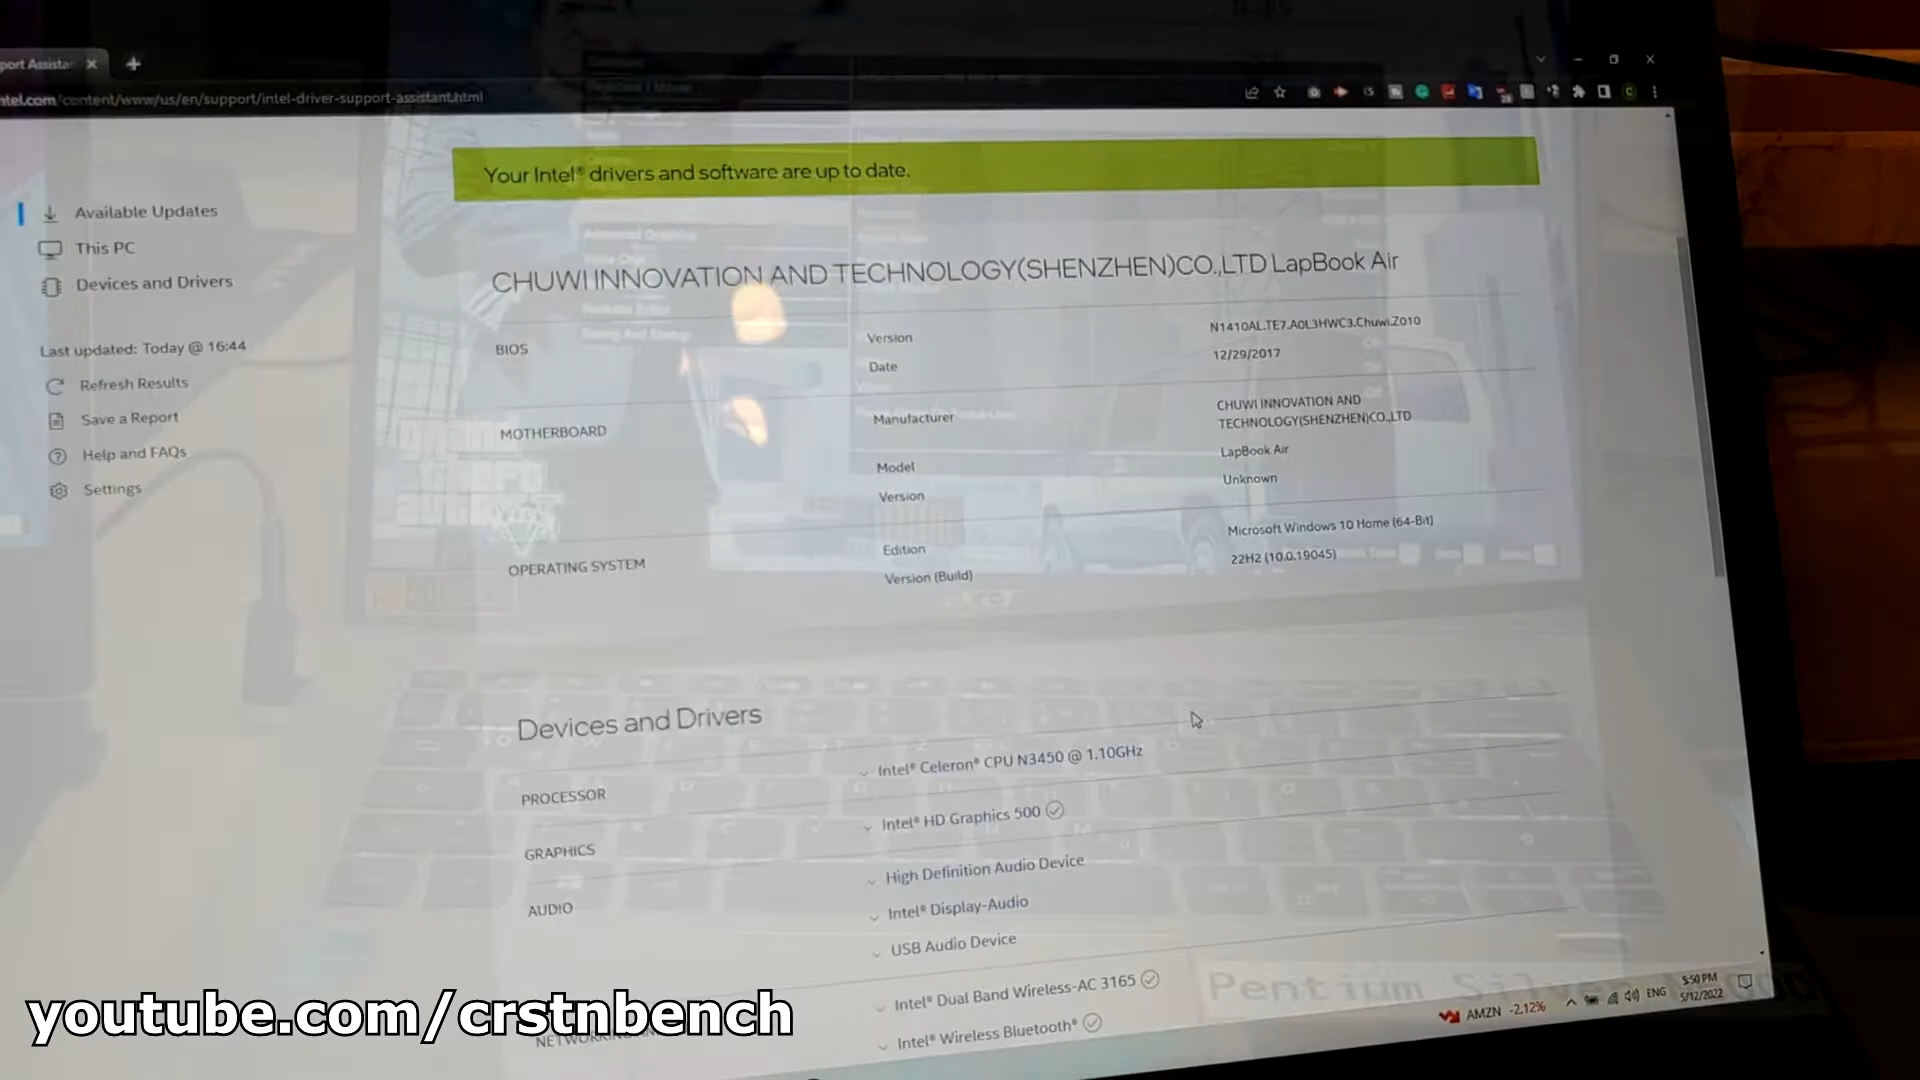 port Assista
ntel.com/content/www/us/en/support/intel-driver-support-assistant.html
Your Intel® drivers and software are up to date.
Available Updates
This PC
Devices and Drivers
Last updated: Today @ 16:44
Refresh Results
Save a Report
Help and FAQs
Settings
CHUWI INNOVATION AND TECHNOLOGY(SHENZHEN)CO.,LTD LapBook Air
BIOS
Version
N1410AL.TE7.A0L3HWC3.Chuwi.Z010
Date
12/29/2017
MOTHERBOARD
Manufacturer
CHUWI INNOVATION AND
TECHNOLOGY(SHENZHEN)CO.,LTD
Model
LapBook Air
Version
Unknown
OPERATING SYSTEM
Edition
Microsoft Windows 10 Home (64-Bit)
Version (Build)
22H2 (10.0.19045)
acer
Devices and Drivers
PROCESSOR
Intel® Celeron® CPU N3450 @ 1.10GHz
GRAPHICS
Intel® HD Graphics 500
AUDIO
High Definition Audio Device
Intel® Display-Audio
USB Audio Device
Intel® Dual Band Wireless-AC 3165
Intel® Wireless Bluetooth®
Pentium Silver
AMZN -2.12%
ENG
5:50 PM
5/12/2022
youtube.com/crstnbench